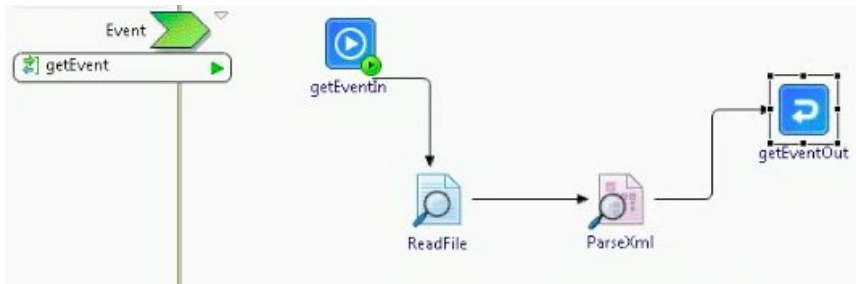 Event
getEvent
getEventIn
ReadFile
ParseXml
getEventOut